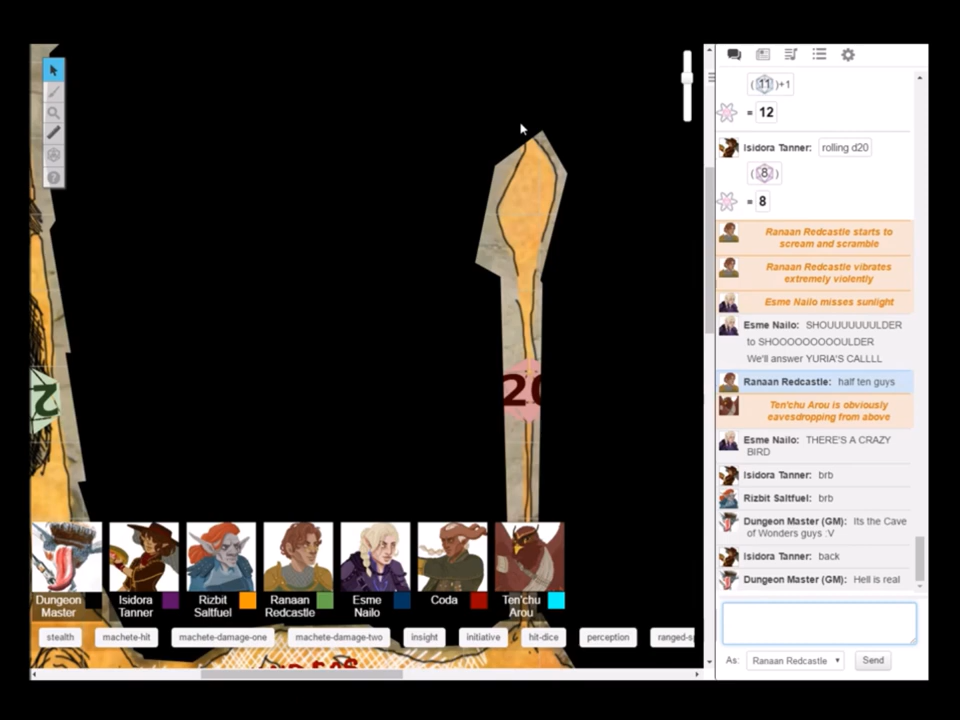 (11)+1
= 12
Isidora Tanner: rolling d20
(8)
= 8
Ranaan Redcastle starts to
scream and scramble
Ranaan Redcastle vibrates
extremely violently
Esme Nailo misses sunlight
Esme Nailo: SHOUUUUUUULDER
to SHOOOOOOOOOULDER
We'll answer YURIA'S CALLLL
Ranaan Redcastle: half ten guys
Ten'chu Arou is obviously
eavesdropping from above
Esme Nailo: THERE'S A CRAZY
BIRD
Isidora Tanner: brb
Rizbit Saltfuel: brb
Dungeon Master (GM): Its the Cave
of Wonders guys :V
Isidora Tanner: back
Dungeon Master (GM): Hell is real
As: Ranaan Redcastle Send
2
20
Dungeon
Master
Isidora
Tanner
Rizbit
Saltfuel
Ranaan
Redcastle
Esme
Nailo
Coda
Ten'chu
Arou
stealth machete-hit machete-damage-one machete-damage-two insight initiative hit-dice perception